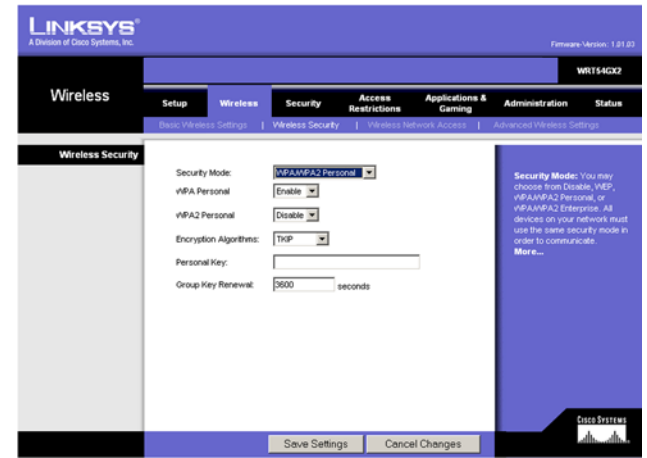 LINKSYS®
A Division of Cisco Systems, Inc.
Firmware Version: 1.01.03
WRT54GX2
Wireless
Setup Wireless Security Access Restrictions Applications & Gaming Administration Status
Basic Wireless Settings | Wireless Security | Wireless Network Access | Advanced Wireless Settings
Wireless Security
Security Mode: WPA/WPA2 Personal
WPA Personal Enable
WPA2 Personal Disable
Encryption Algorithms: TKIP
Personal Key:
Group Key Renewal: 3600 seconds
Security Mode: You may
choose from Disable, WEP,
WPA/WPA2 Personal, or
WPA/WPA2 Enterprise. All
devices on your network must
use the same security mode in
order to communicate.
More...
CISCO SYSTEMS
Save Settings Cancel Changes